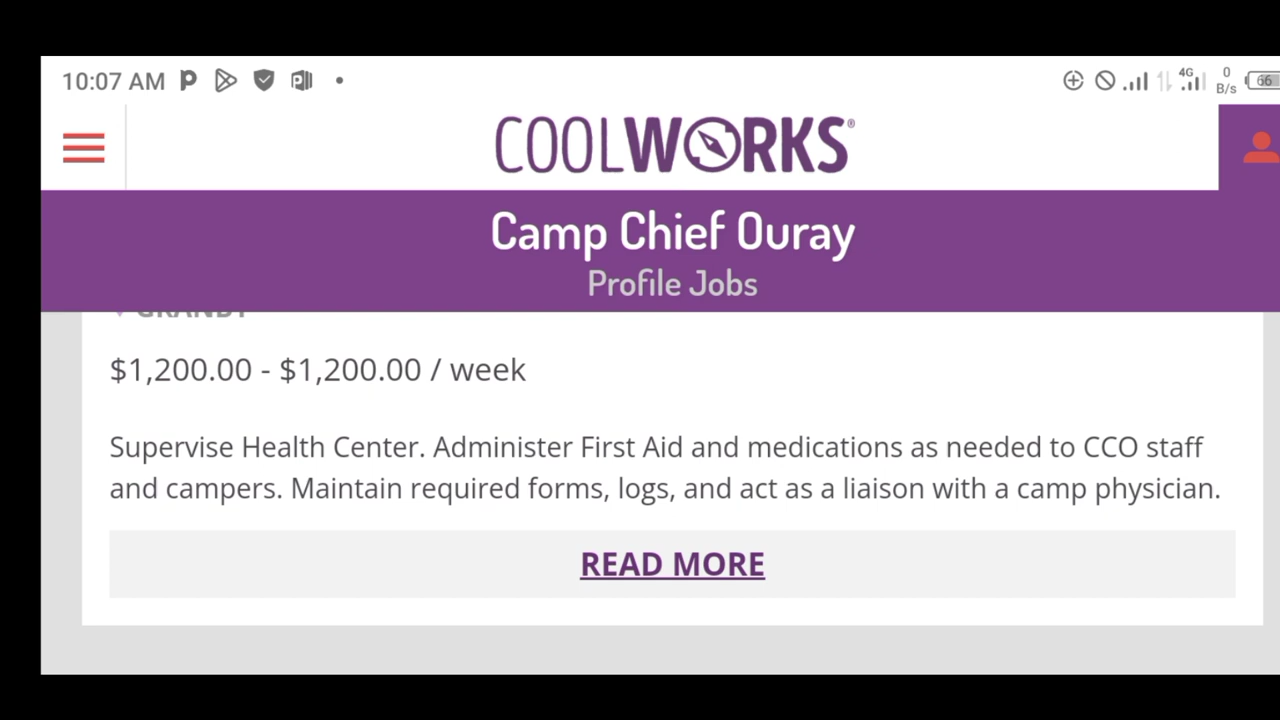 10:07 AM
4G
0
B/s
66
COOLWORKS®
Camp Chief Ouray
Profile Jobs
$1,200.00 - $1,200.00 / week
Supervise Health Center. Administer First Aid and medications as needed to CCO staff
and campers. Maintain required forms, logs, and act as a liaison with a camp physician.
READ MORE